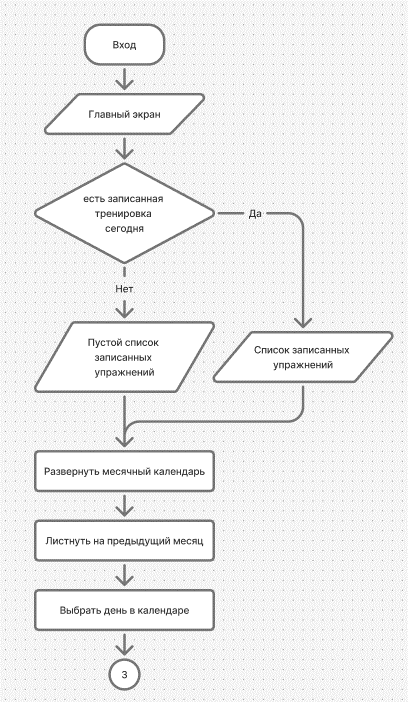 Вход
Главный экран
есть записанная
тренировка
сегодня
Да
Нет
Пустой список
записанных
упражнений
Список записанных
упражнений
Развернуть месячный календарь
Листнуть на предыдущий месяц
Выбрать день в календаре
3